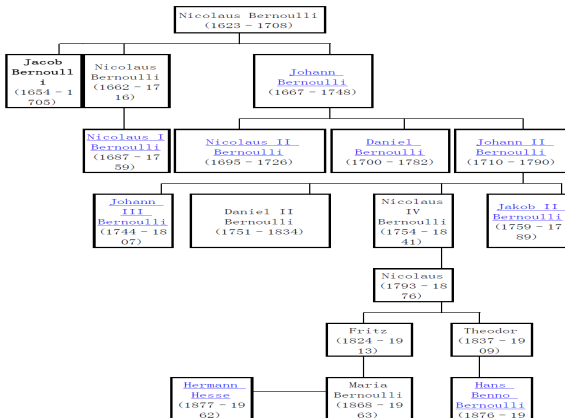 Nicolaus Bernoulli
(1623－1708)
Jacob
Bernoull
i
(1654－1
705)
Nicolaus
Bernoulli
(1662－17
16)
Johann
Bernoulli
(1667－1748)
Nicolaus I
Bernoulli
(1687－17
59)
Nicolaus II
Bernoulli
(1695－1726)
Daniel
Bernoulli
(1700－1782)
Johann II
Bernoulli
(1710－1790)
Johann
III
Bernoulli
(1744－18
07)
Daniel II
Bernoulli
(1751－1834)
Nicolaus
IV
Bernoulli
(1754－18
41)
Jakob II
Bernoulli
(1759－17
89)
Nicolaus
(1793－18
76)
Fritz
(1824－19
13)
Theodor
(1837－19
09)
Hermann
Hesse
(1877－19
62)
Maria
Bernoulli
(1868－19
63)
Hans
Benno
Bernoulli
(1876－19